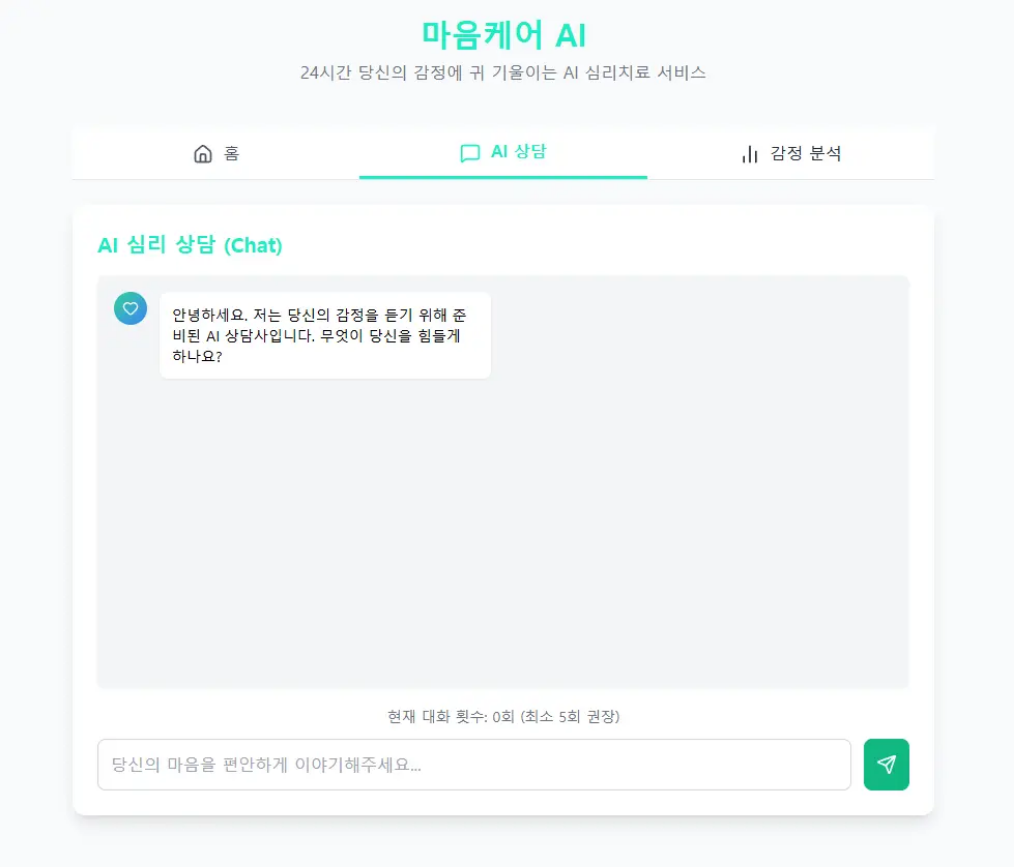 마음케어 AI
24시간 당신의 감정에 귀 기울이는 AI 심리치료 서비스
홈
AI 상담
감정 분석
AI 심리 상담 (Chat)
안녕하세요. 저는 당신의 감정을 듣기 위해 준
비된 AI 상담사입니다. 무엇이 당신을 힘들게
하나요?
현재 대화 횟수: 0회 (최소 5회 권장)
당신의 마음을 편안하게 이야기해주세요...